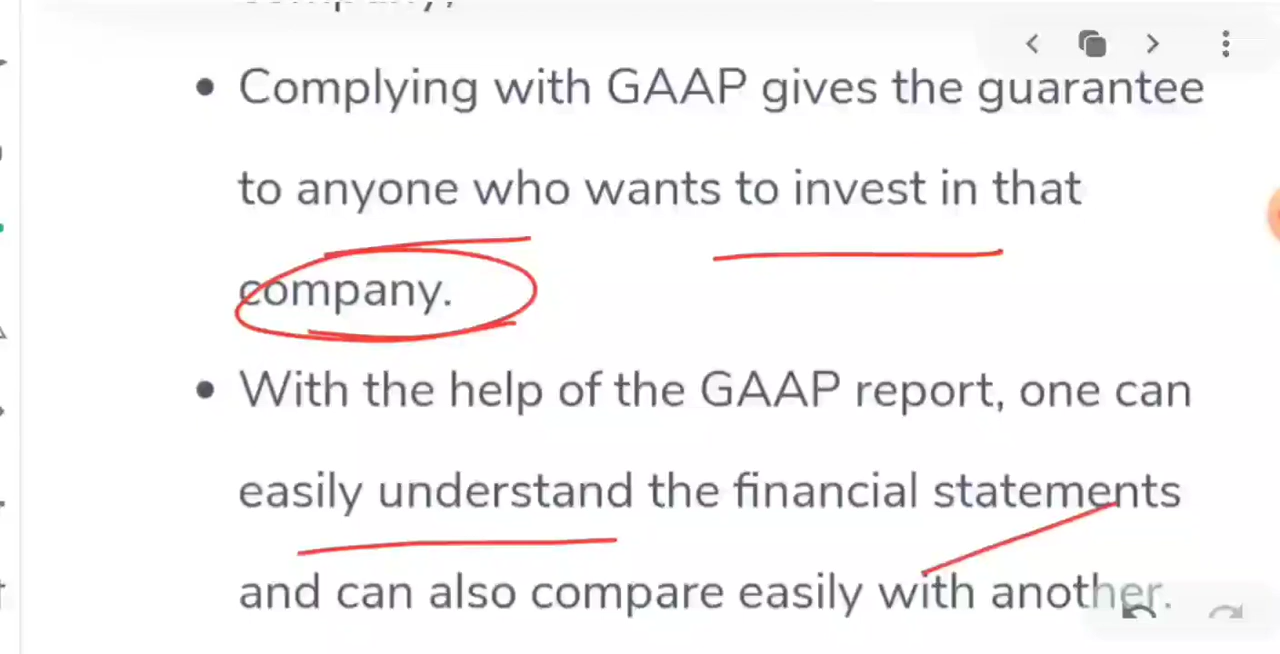 • Complying with GAAP gives the guarantee
to anyone who wants to invest in that
company.
• With the help of the GAAP report, one can
easily understand the financial statements
and can also compare easily with another.